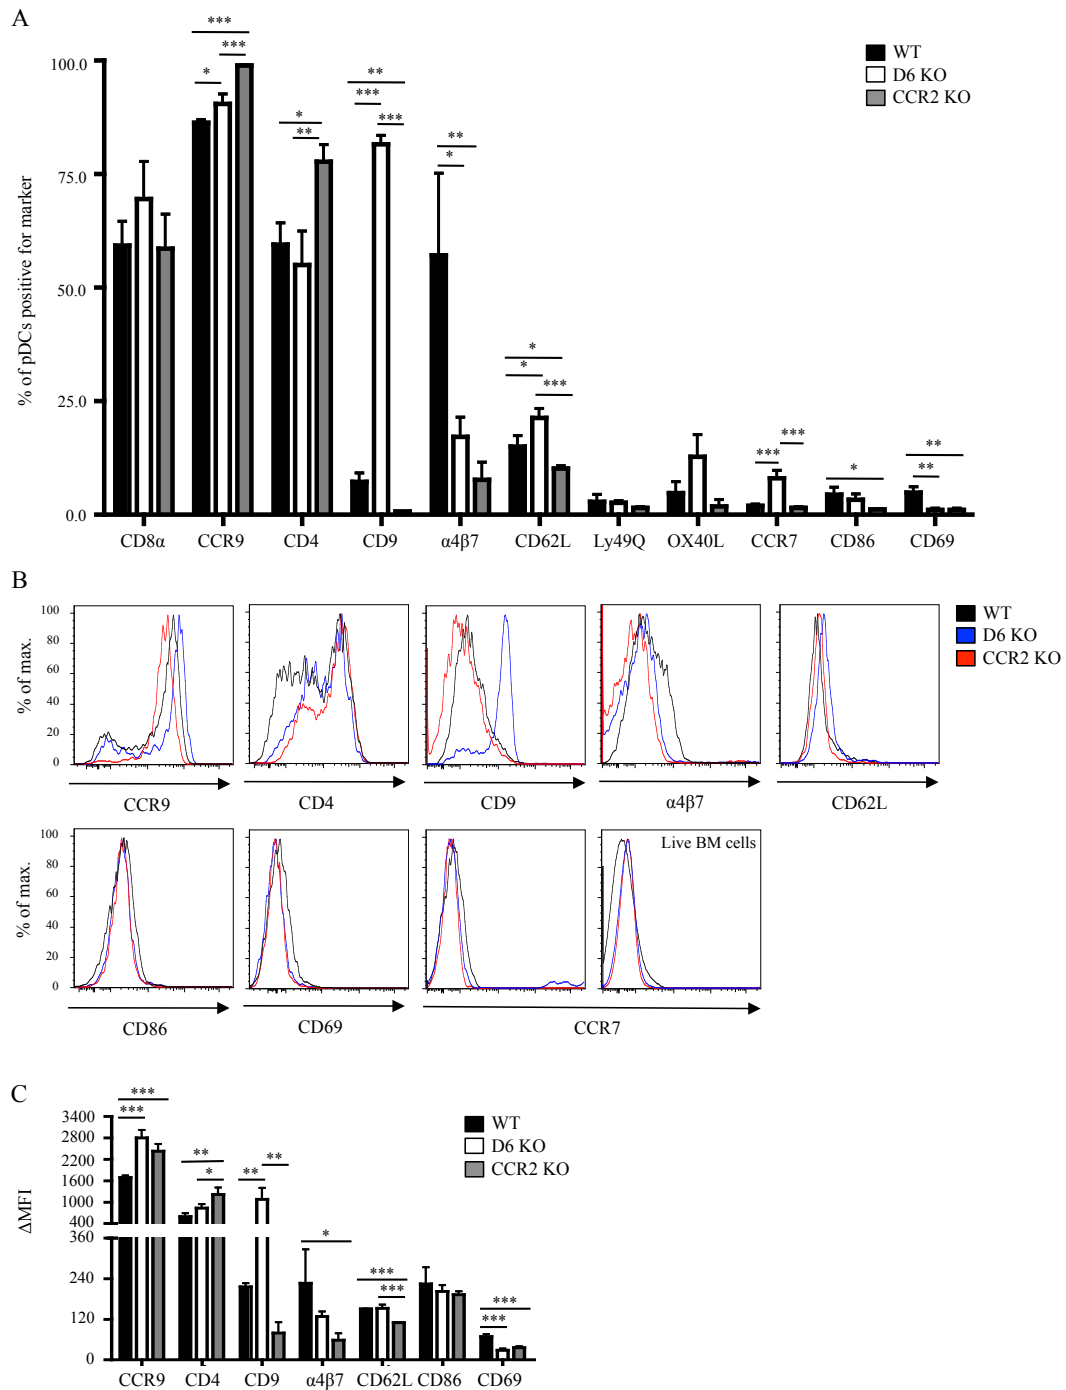 A
***
***
*
**
***
***
*
**
**
*
*
*
***
***
***
*
**
**
WT
D6 KO
CCR2 KO
% of pDCs positive for marker
100.0
75.0
50.0
25.0
0.0
CD8α CCR9 CD4 CD9 α4β7 CD62L Ly49Q OX40L CCR7 CD86 CD69
B
% of max.
100
80
60
40
20
0
CCR9 CD4 CD9 α4β7 CD62L
WT
D6 KO
CCR2 KO
% of max.
100
80
60
40
20
0
Live BM cells
CD86 CD69 CCR7
C
***
***
**
*
**
**
*
***
***
***
***
WT
D6 KO
CCR2 KO
ΔMFI
3400
2800
2200
1600
1000
400
360
240
120
0
CCR9 CD4 CD9 α4β7 CD62L CD86 CD69